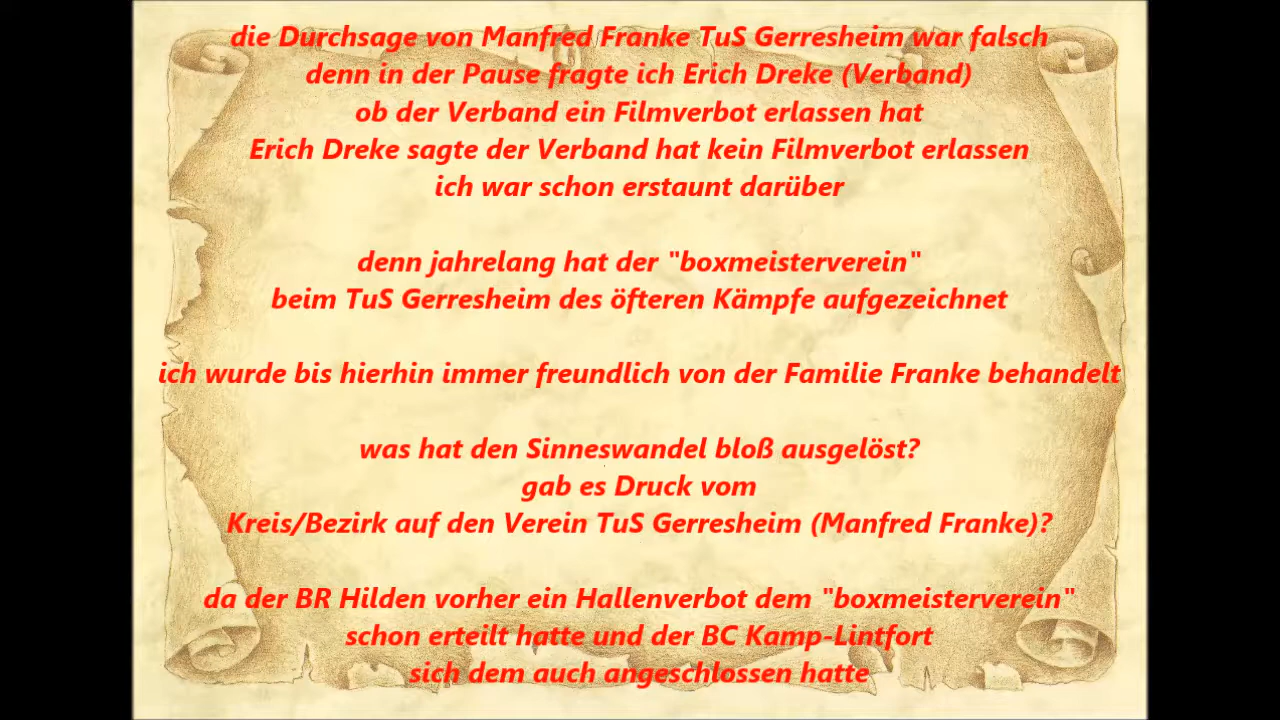 die Durchsage von Manfred Franke TuS Gerresheim war falsch
denn in der Pause fragte ich Erich Dreke (Verband)
ob der Verband ein Filmverbot erlassen hat
Erich Dreke sagte der Verband hat kein Filmverbot erlassen
ich war schon erstaunt darüber
denn jahrelang hat der "boxmeisterverein"
beim TuS Gerresheim des öfteren Kämpfe aufgezeichnet
ich wurde bis hierhin immer freundlich von der Familie Franke behandelt
was hat den Sinneswandel bloß ausgelöst?
gab es Druck vom
Kreis/Bezirk auf den Verein TuS Gerresheim (Manfred Franke)?
da der BR Hilden vorher ein Hallenverbot dem "boxmeisterverein"
schon erteilt hatte und der BC Kamp-Lintfort
sich dem auch angeschlossen hatte